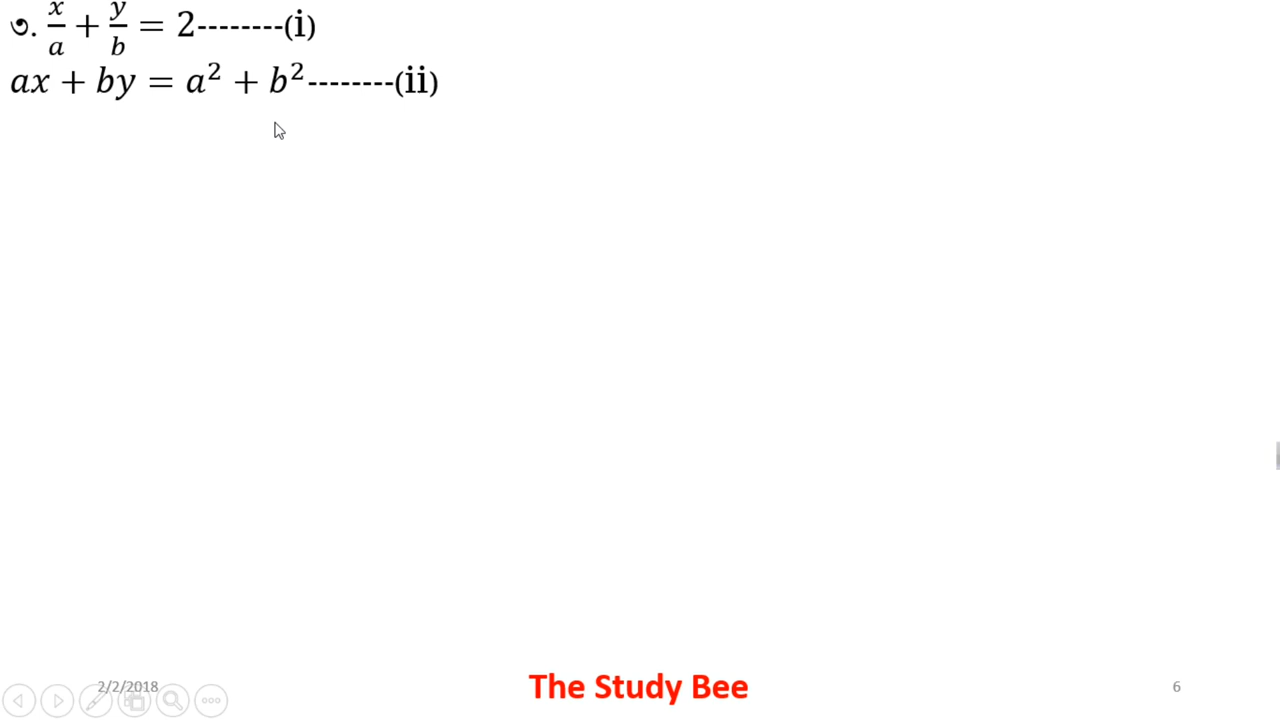 ৩. x/a + y/b = 2--------(i)
ax + by = a² + b²--------(ii)
2/2/2018
The Study Bee
6